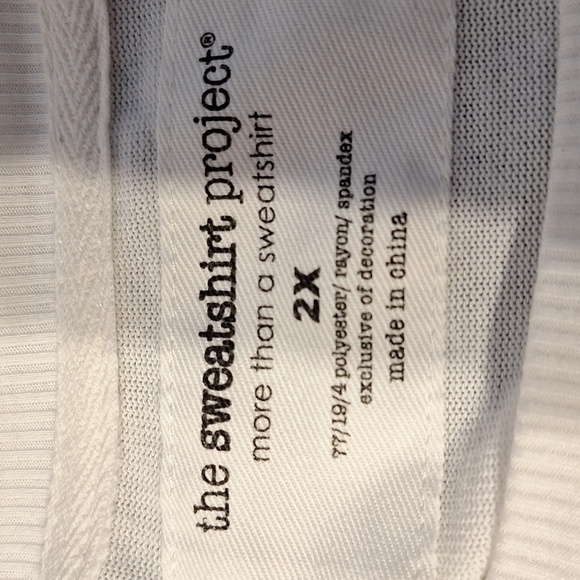 the sweatshirt project®
more than a sweatshirt
2X
77/19/4 polyester/ rayon/ spandex
exclusive of decoration
made in china